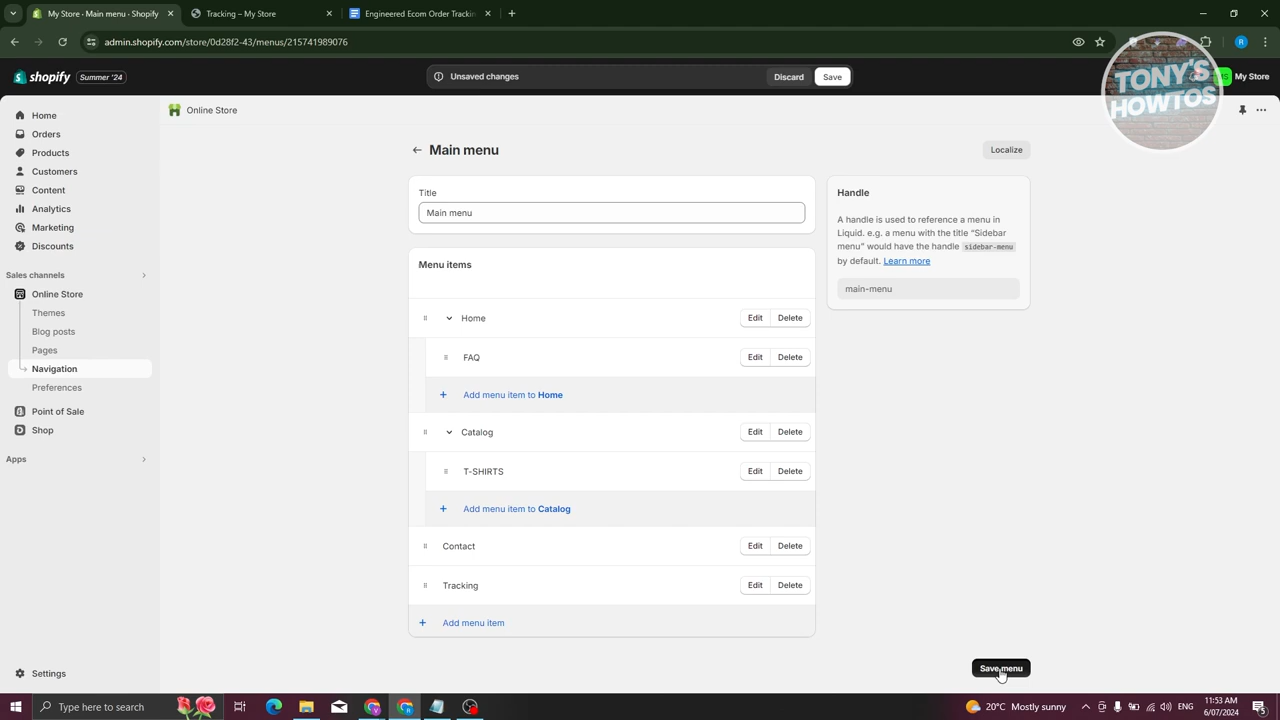 My Store · Main menu · Shopify
Tracking – My Store
Engineered Ecom Order Trackin
admin.shopify.com/store/0d28f2-43/menus/215741989076
R
shopify
Summer '24
Unsaved changes
Discard
Save
My Store
TONY'S
HOWTOS
Home
Orders
Products
Customers
Content
Analytics
Marketing
Discounts
Sales channels
Online Store
Themes
Blog posts
Pages
Navigation
Preferences
Point of Sale
Shop
Apps
Settings
Online Store
Main menu
Localize
Title
Main menu
Menu items
Home
Edit
Delete
FAQ
Edit
Delete
Add menu item to Home
Catalog
Edit
Delete
T-SHIRTS
Edit
Delete
Add menu item to Catalog
Contact
Edit
Delete
Tracking
Edit
Delete
Add menu item
Handle
A handle is used to reference a menu in
Liquid. e.g. a menu with the title “Sidebar
menu” would have the handle sidebar-menu
by default. Learn more
main-menu
Save menu
Type here to search
20°C Mostly sunny
11:53 AM
6/07/2024